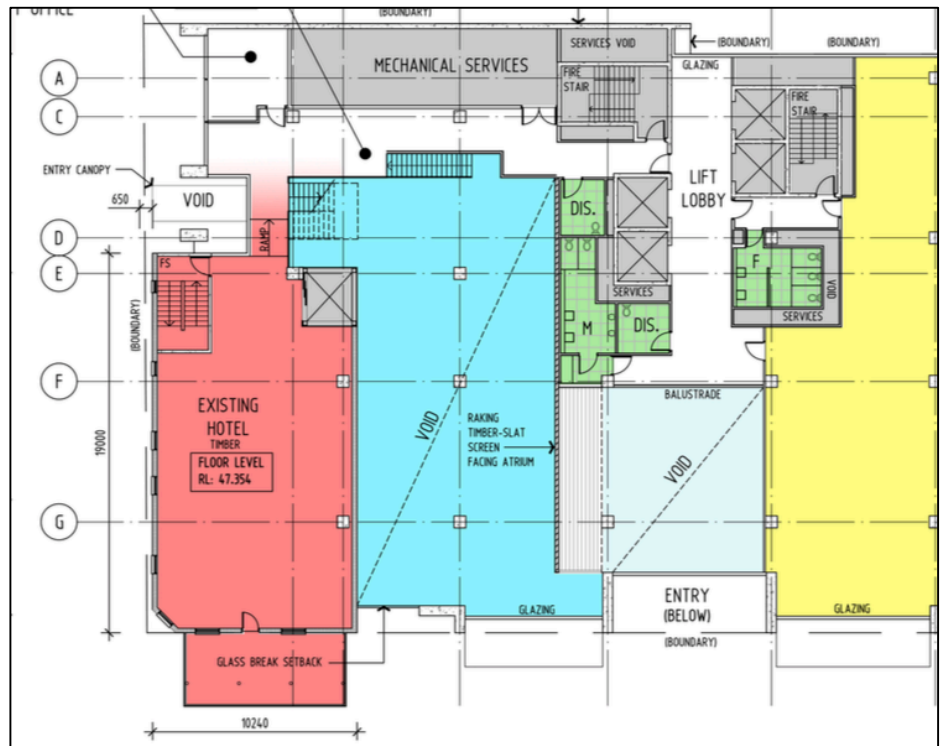 (BOUNDARY)
OFFICE
SERVICES VOID
(BOUNDARY)
(BOUNDARY)
GLAZING
MECHANICAL SERVICES
A
FIRE
STAIR
FIRE
STAIR
C
ENTRY CANOPY
650
VOID
LIFT
LOBBY
DIS.
RAMP
D
E
FS
F
VOID
SERVICES
SERVICES
M
DIS.
(BOUNDARY)
F
BALUSTRADE
EXISTING
HOTEL
TIMBER
FLOOR LEVEL
RL: 47.354
VOID
RAKING
TIMBER-SLAT
SCREEN
FACING ATRIUM
VOID
19000
G
ENTRY
(BELOW)
GLAZING
GLAZING
(BOUNDARY)
GLASS BREAK SETBACK
10240